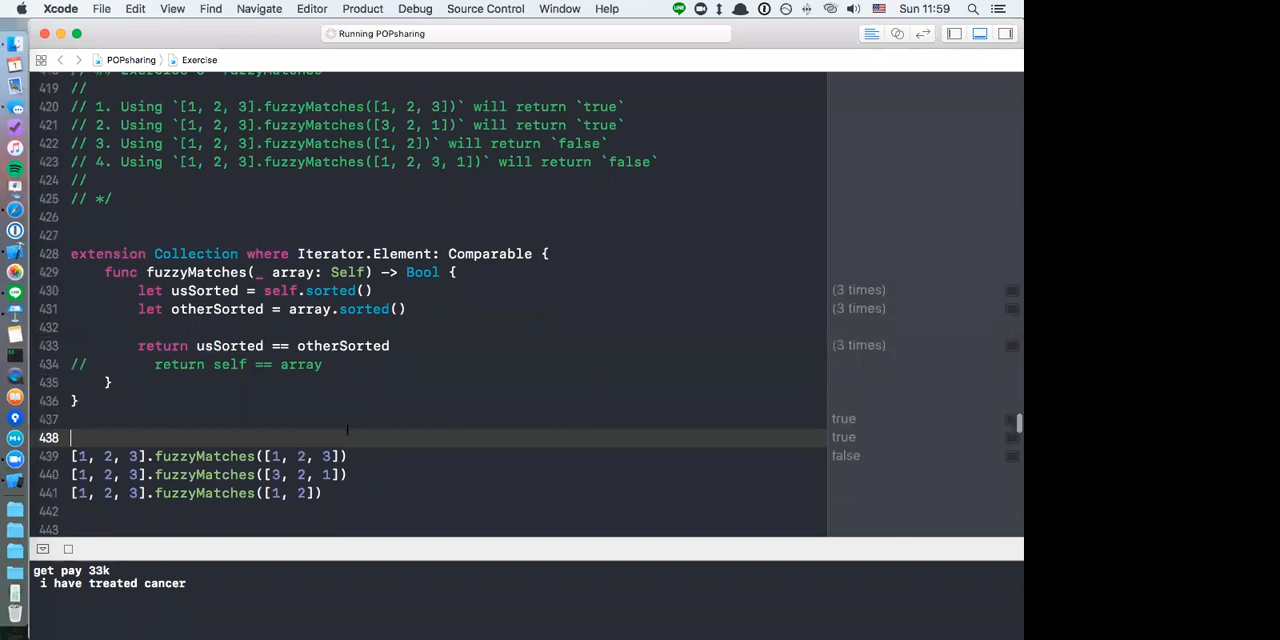 Xcode File Edit View Find Navigate Editor Product Debug Source Control Window Help Sun 11:59
Running POPsharing
POPsharing Exercise
419 //
420 // 1. Using `[1, 2, 3].fuzzyMatches([1, 2, 3])` will return `true`
421 // 2. Using `[1, 2, 3].fuzzyMatches([3, 2, 1])` will return `true`
422 // 3. Using `[1, 2, 3].fuzzyMatches([1, 2])` will return `false`
423 // 4. Using `[1, 2, 3].fuzzyMatches([1, 2, 3, 1])` will return `false`
424 //
425 // */
426
427
428 extension Collection where Iterator.Element: Comparable {
429 func fuzzyMatches(_ array: Self) -> Bool {
430 let usSorted = self.sorted() (3 times)
431 let otherSorted = array.sorted() (3 times)
432
433 return usSorted == otherSorted (3 times)
434 // return self == array
435 }
436 }
437 true
438 true
439 [1, 2, 3].fuzzyMatches([1, 2, 3]) false
440 [1, 2, 3].fuzzyMatches([3, 2, 1])
441 [1, 2, 3].fuzzyMatches([1, 2])
442
443
get pay 33k
i have treated cancer